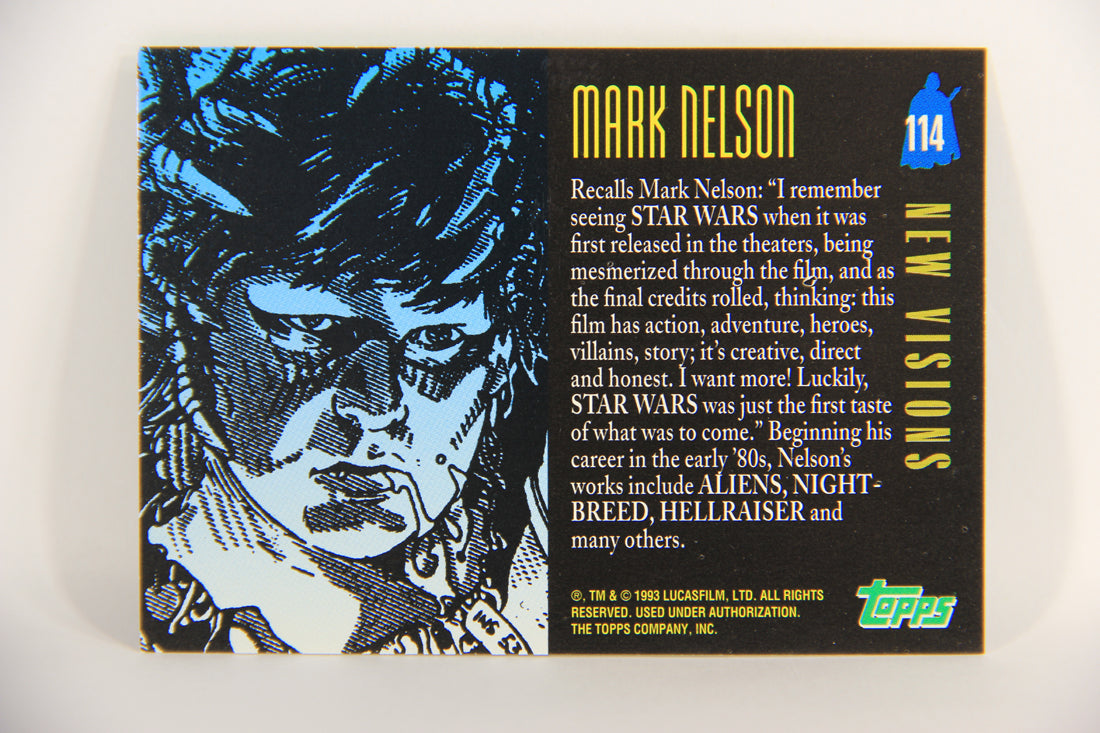 MARK NELSON
114
NEW VISIONS
Recalls Mark Nelson: “I remember
seeing STAR WARS when it was
first released in the theaters, being
mesmerized through the film, and as
the final credits rolled, thinking: this
film has action, adventure, heroes,
villains, story; it’s creative, direct
and honest. I want more! Luckily,
STAR WARS was just the first taste
of what was to come.” Beginning his
career in the early ’80s, Nelson’s
works include ALIENS, NIGHT-
BREED, HELLRAISER and
many others.
®, TM & © 1993 LUCASFILM, LTD. ALL RIGHTS
RESERVED. USED UNDER AUTHORIZATION.
THE TOPPS COMPANY, INC.
TOPPS
INS